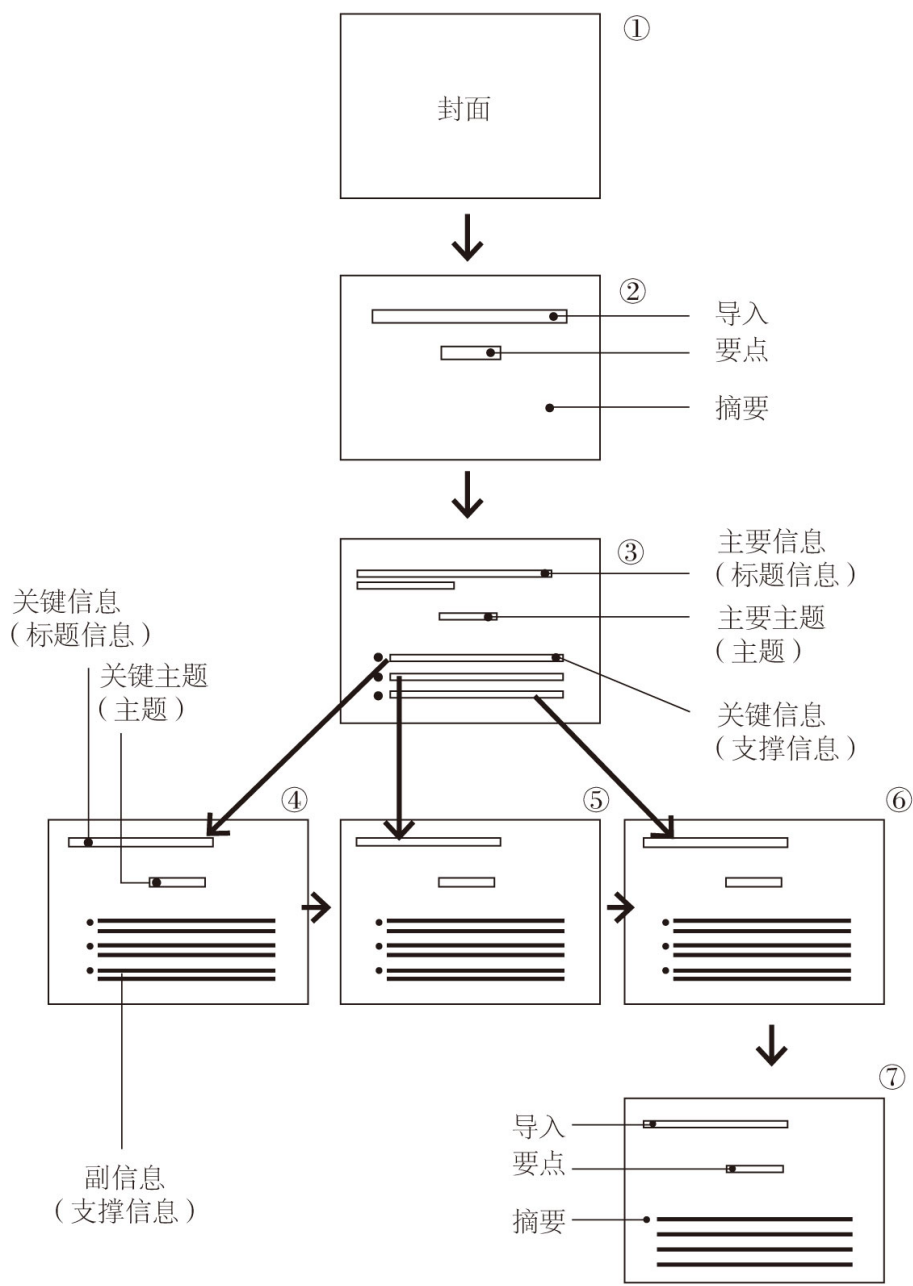 ①
封面
②
导入
要点
摘要
③
主要信息
（标题信息）
主要主题
（主题）
关键信息
（支撑信息）
关键信息
（标题信息）
关键主题
（主题）
④
⑤
⑥
副信息
（支撑信息）
⑦
导入
要点
摘要